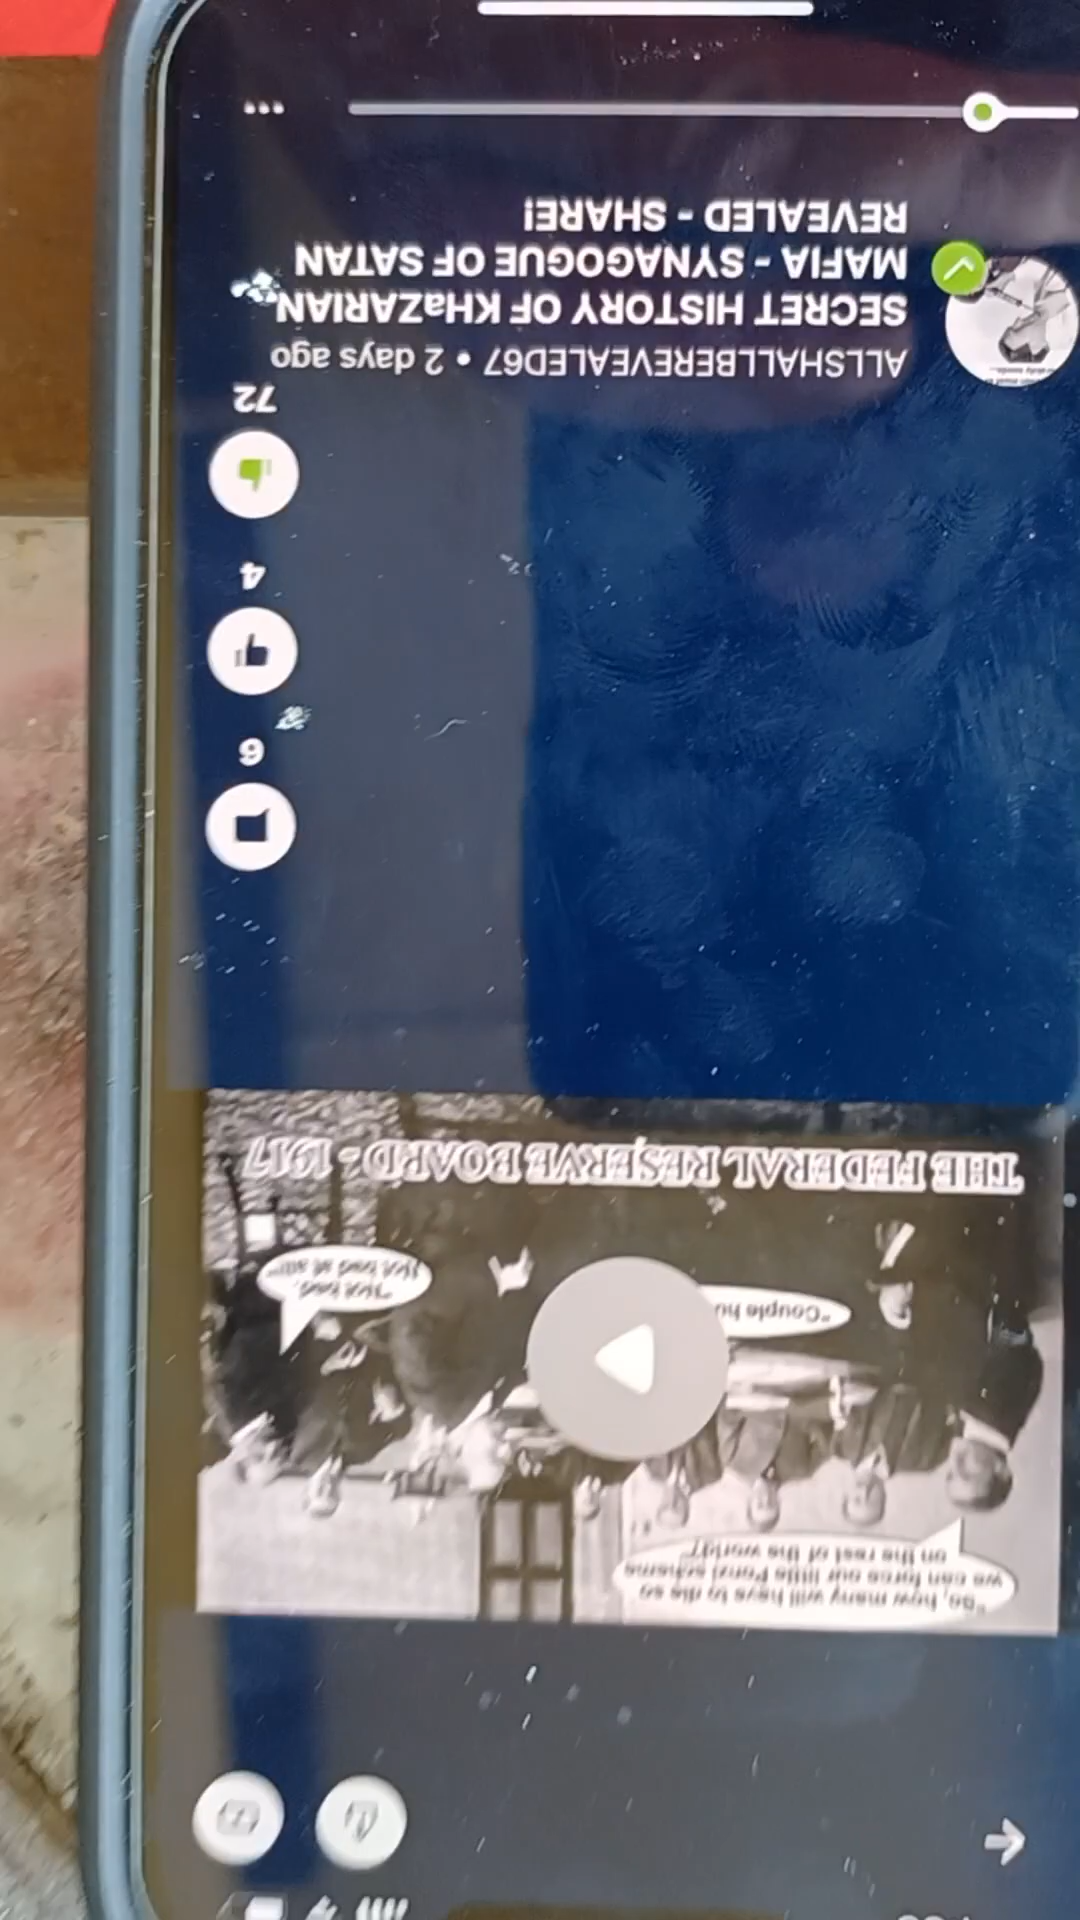 "So, how many will have to die so
we can force our little Ponzi scheme
on the rest of the world?"
"Couple hu
"Not bad,
Not bad at all"
THE FEDERAL RESERVE BOARD - 1917
6
4
72
ALLSHALLBEREVEALED67 • 2 days ago
SECRET HISTORY OF KHaZARIAN
MAFIA - SYNAGOGUE OF SATAN
REVEALED - SHARE!